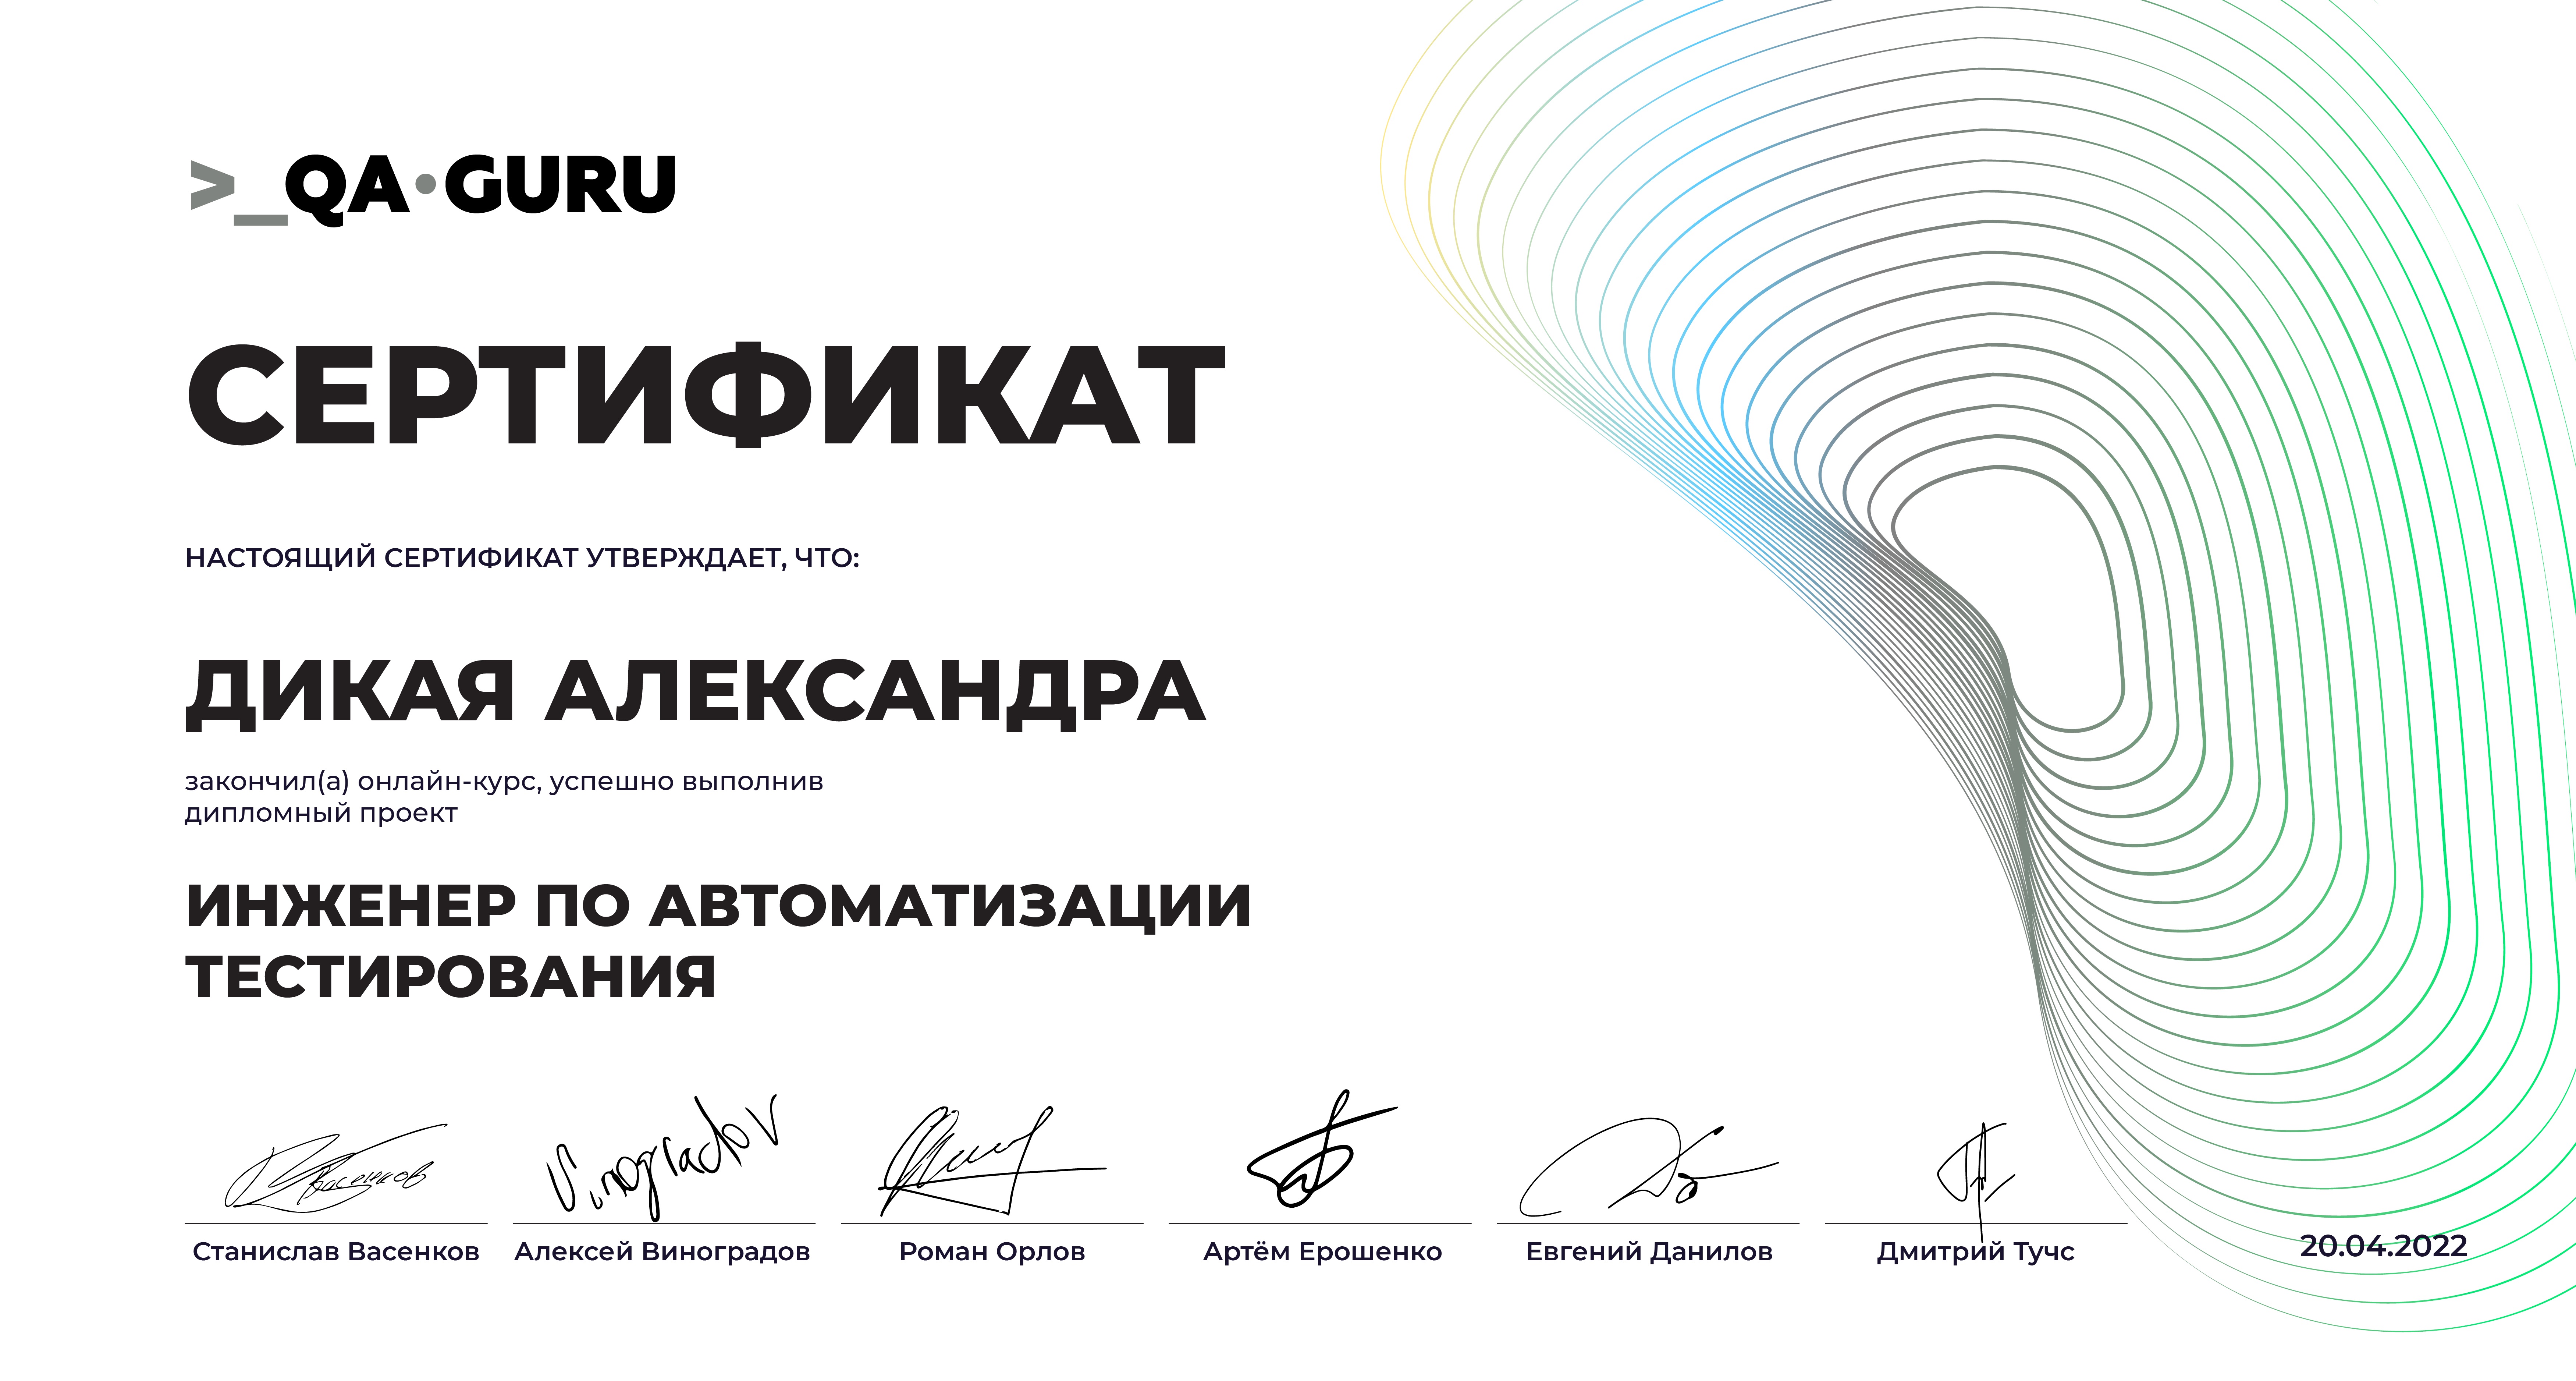 >_QA•GURU
СЕРТИФИКАТ
НАСТОЯЩИЙ СЕРТИФИКАТ УТВЕРЖДАЕТ, ЧТО:
ДИКАЯ АЛЕКСАНДРА
закончил(а) онлайн-курс, успешно выполнив
дипломный проект
ИНЖЕНЕР ПО АВТОМАТИЗАЦИИ
ТЕСТИРОВАНИЯ
Васенков Vinogradov
Станислав Васенков Алексей Виноградов Роман Орлов Артём Ерошенко Евгений Данилов Дмитрий Тучс 20.04.2022